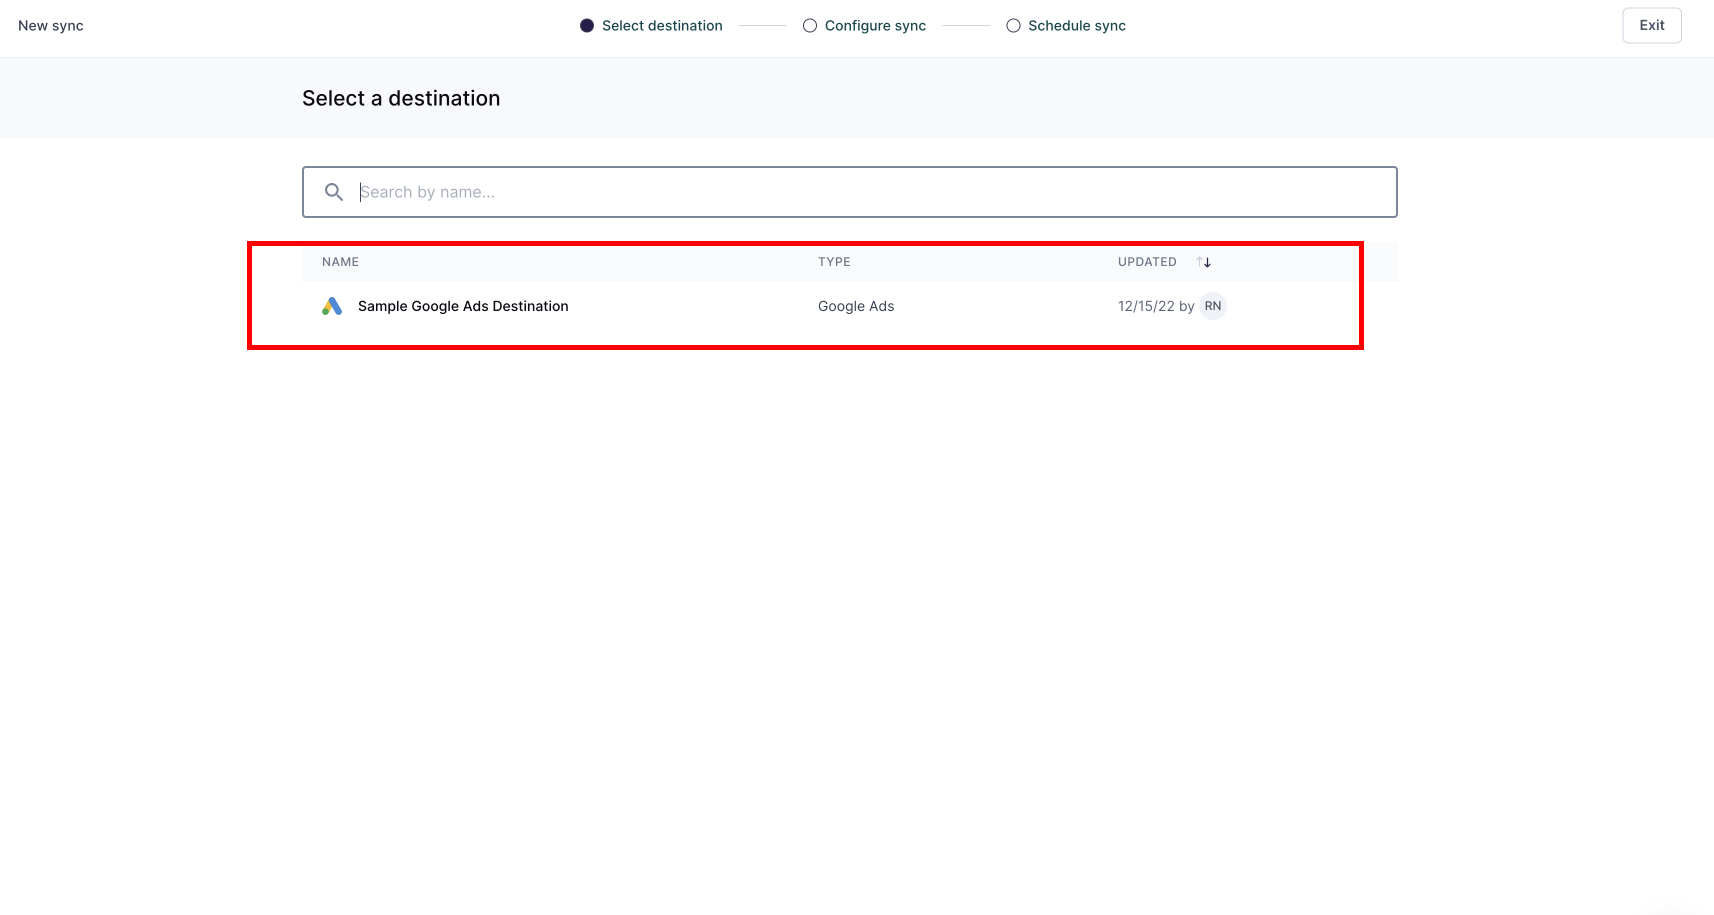 New sync
Select destination
Configure sync
Schedule sync
Exit
Select a destination
Search by name...
NAME TYPE UPDATED
Sample Google Ads Destination Google Ads 12/15/22 by RN